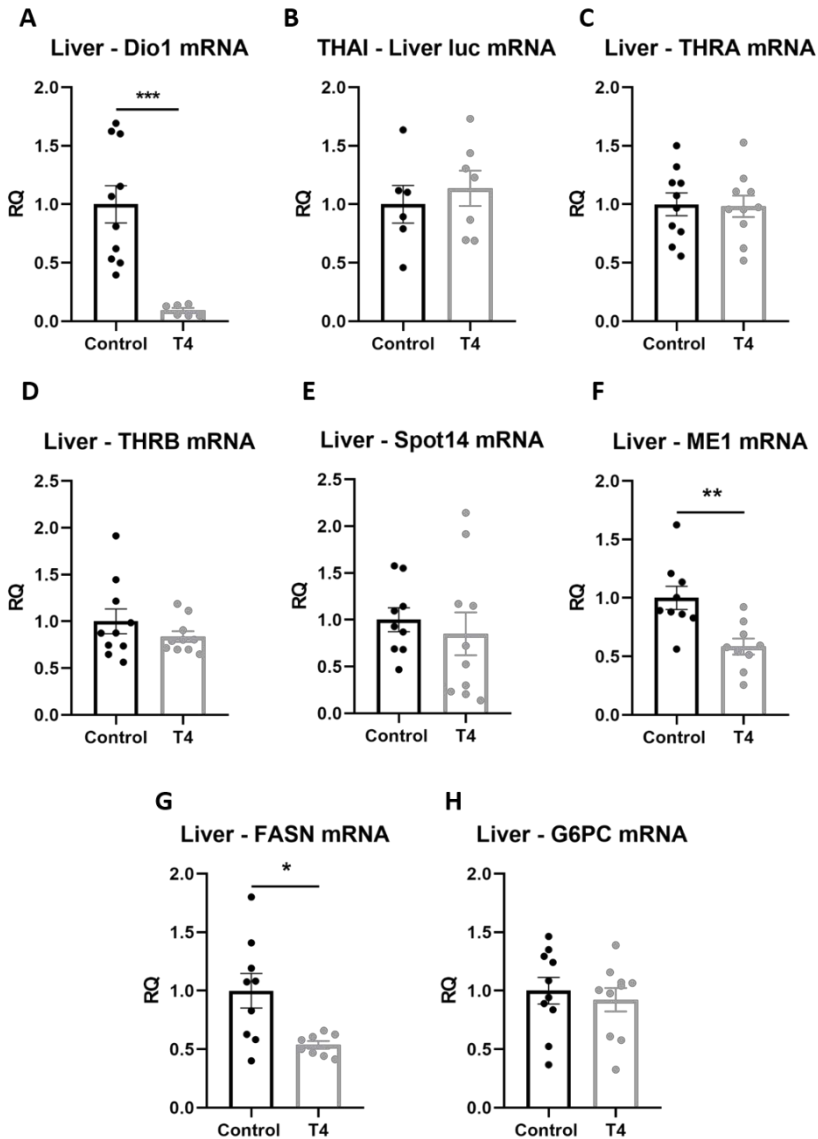 A
Liver - Dio1 mRNA
2.0
1.5
1.0
0.5
0.0
RQ
***
Control T4
B
THAI - Liver luc mRNA
2.0
1.5
1.0
0.5
0.0
RQ
Control T4
C
Liver - THRA mRNA
2.0
1.5
1.0
0.5
0.0
RQ
Control T4
D
Liver - THRB mRNA
2.5
2.0
1.5
1.0
0.5
0.0
RQ
Control T4
E
Liver - Spot14 mRNA
2.5
2.0
1.5
1.0
0.5
0.0
RQ
Control T4
F
Liver - ME1 mRNA
2.0
1.5
1.0
0.5
0.0
RQ
**
Control T4
G
Liver - FASN mRNA
2.0
1.5
1.0
0.5
0.0
RQ
*
Control T4
H
Liver - G6PC mRNA
2.0
1.5
1.0
0.5
0.0
RQ
Control T4